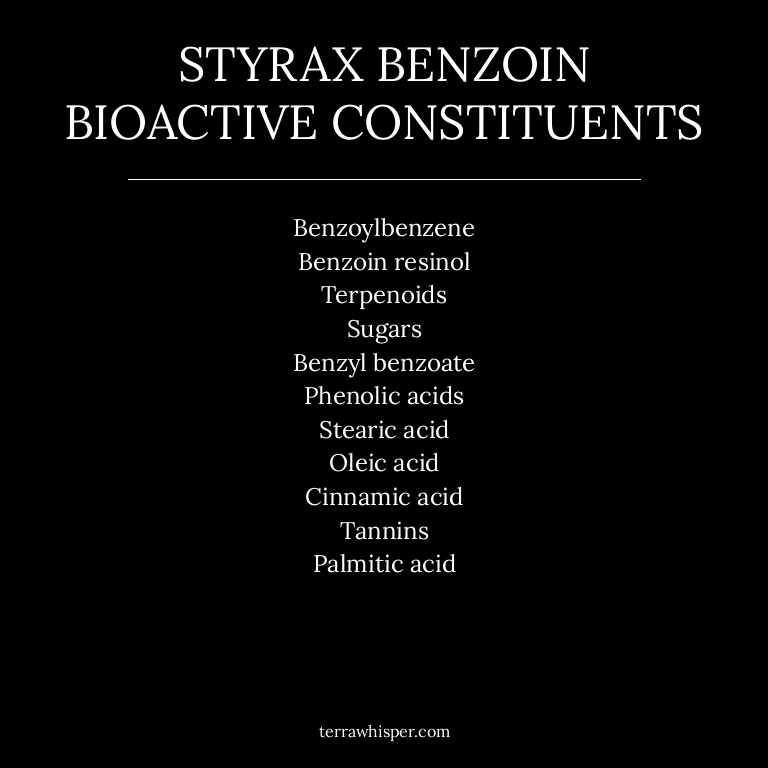 STYRAX BENZOIN
BIOACTIVE CONSTITUENTS
Benzoylbenzene
Benzoin resinol
Terpenoids
Sugars
Benzyl benzoate
Phenolic acids
Stearic acid
Oleic acid
Cinnamic acid
Tannins
Palmitic acid
terrawhisper.com